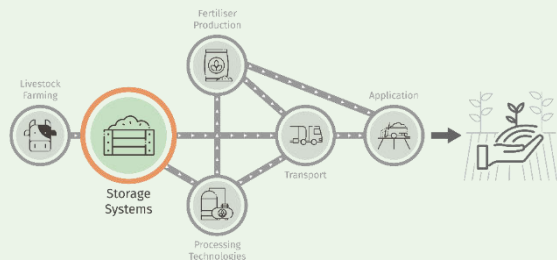 Fertiliser
Production
Livestock
Farming
Application
Storage
Systems
Transport
Processing
Technologies